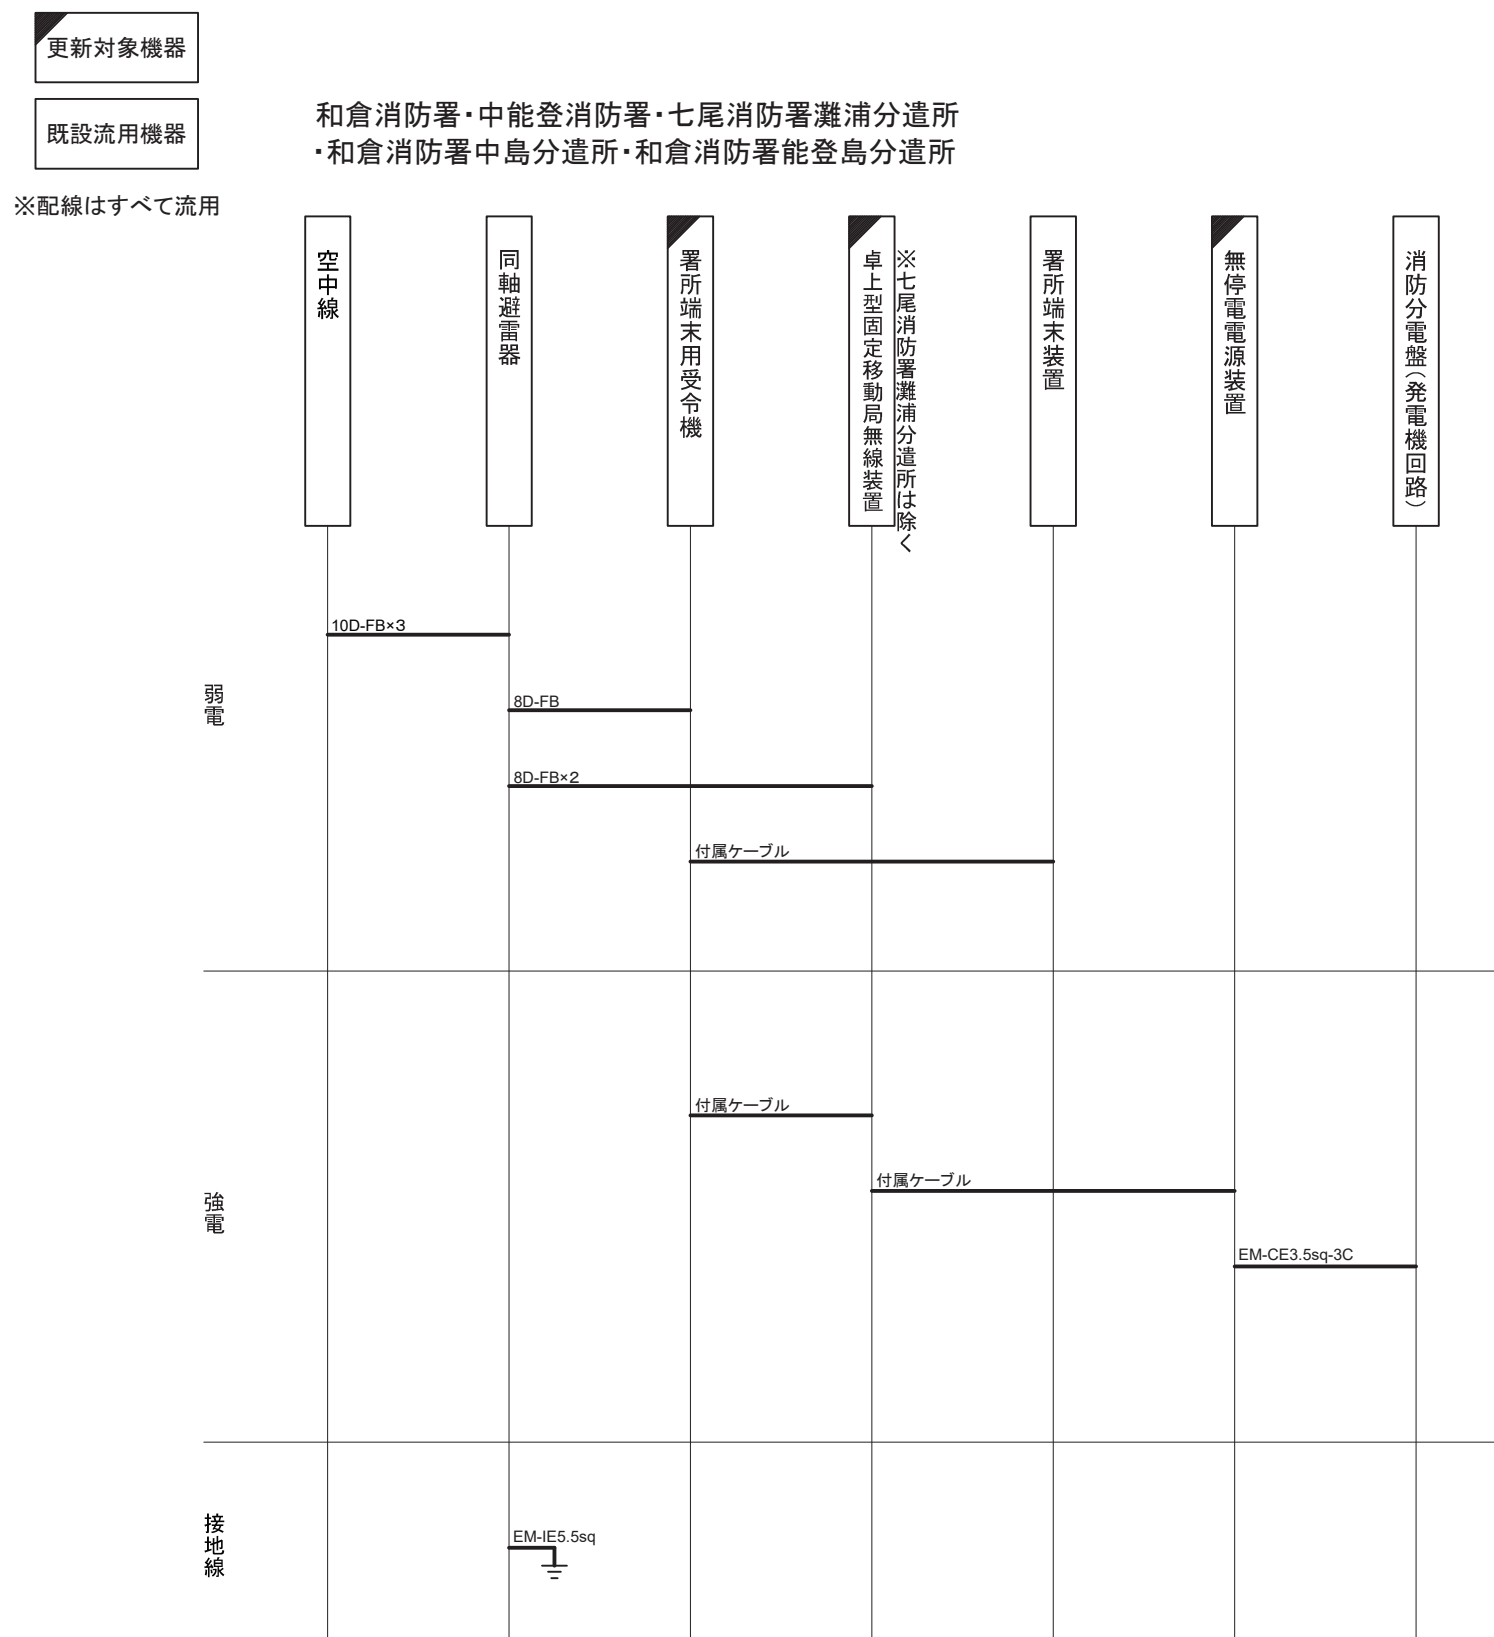 更新対象機器
既設流用機器
※配線はすべて流用
和倉消防署・中能登消防署・七尾消防署灘浦分遣所
・和倉消防署中島分遣所・和倉消防署能登島分遣所
空中線
同軸避雷器
署所端末用受令機
卓上型固定移動局無線装置
※七尾消防署灘浦分遣所は除く
署所端末装置
無停電電源装置
消防分電盤(発電機回路)
弱電
10D-FB×3
8D-FB
8D-FB×2
付属ケーブル
強電
付属ケーブル
付属ケーブル
EM-CE3.5sq-3C
接地線
EM-IE5.5sq